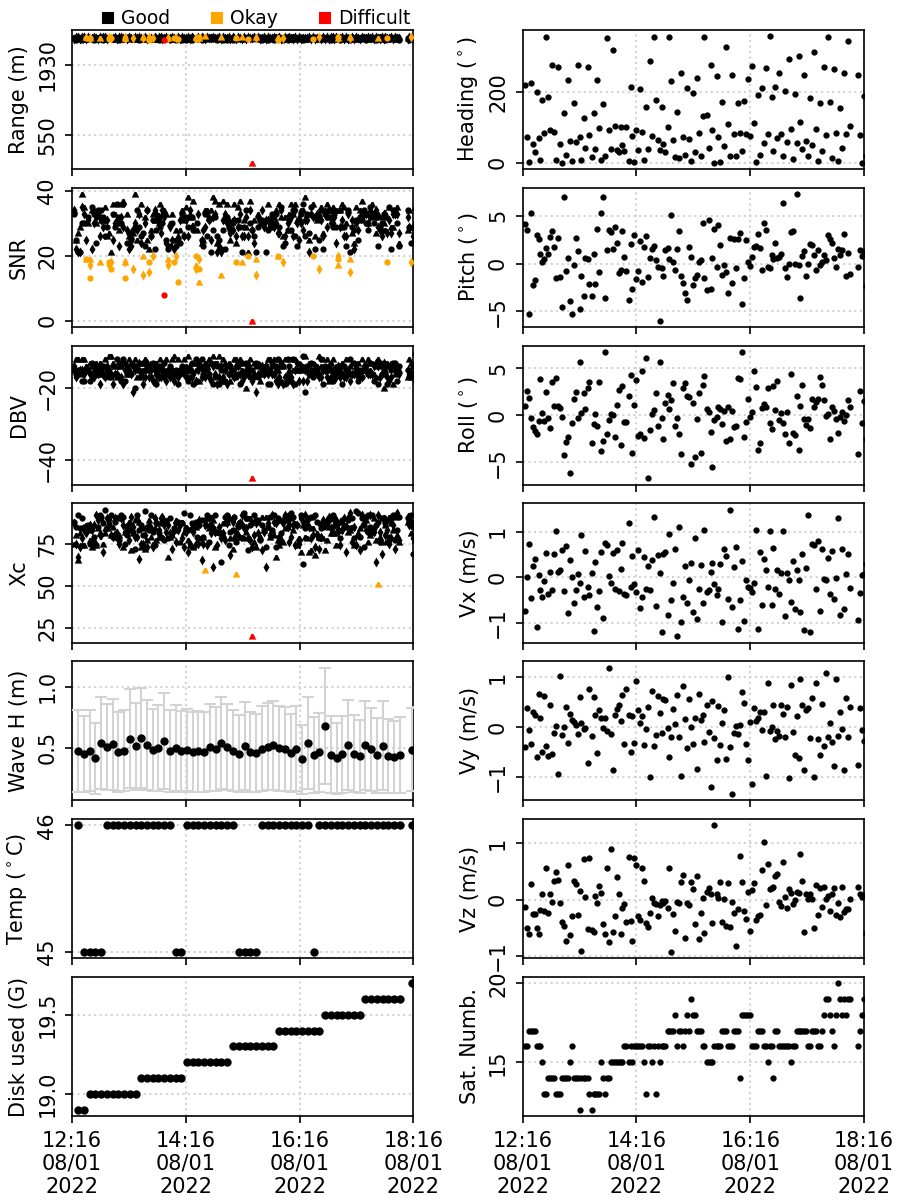 Good Okay Difficult
Range (m)
1930
550
Heading (°)
200
0
SNR
40
20
0
Pitch (°)
5
0
−5
DBV
−20
−40
Roll (°)
5
0
−5
Xc
75
50
25
Vx (m/s)
1
0
−1
Wave H (m)
1.0
0.5
Vy (m/s)
1
0
−1
Temp (°C)
46
45
Vz (m/s)
1
0
−1
Disk used (G)
19.5
19.0
Sat. Numb.
20
15
12:16 14:16 16:16 18:16
08/01 08/01 08/01 08/01
2022 2022 2022 2022
12:16 14:16 16:16 18:16
08/01 08/01 08/01 08/01
2022 2022 2022 2022